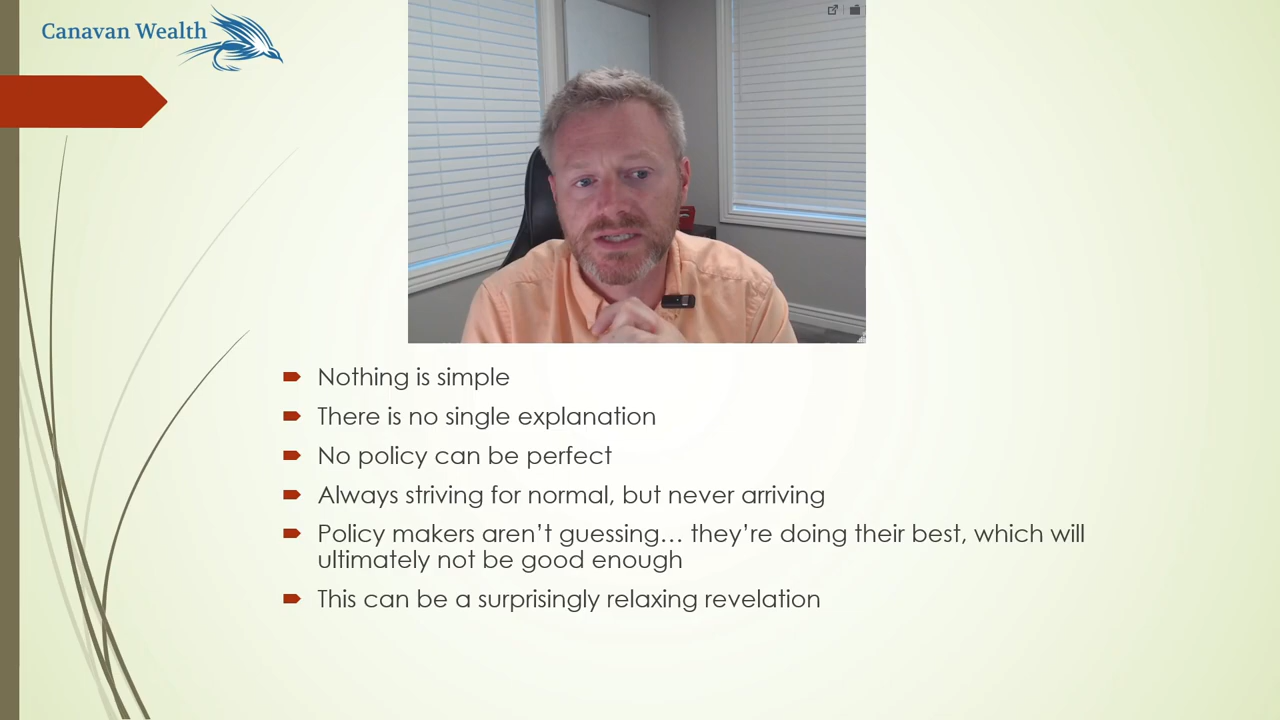 Canavan Wealth
Nothing is simple
There is no single explanation
No policy can be perfect
Always striving for normal, but never arriving
Policy makers aren’t guessing… they’re doing their best, which will
ultimately not be good enough
This can be a surprisingly relaxing revelation